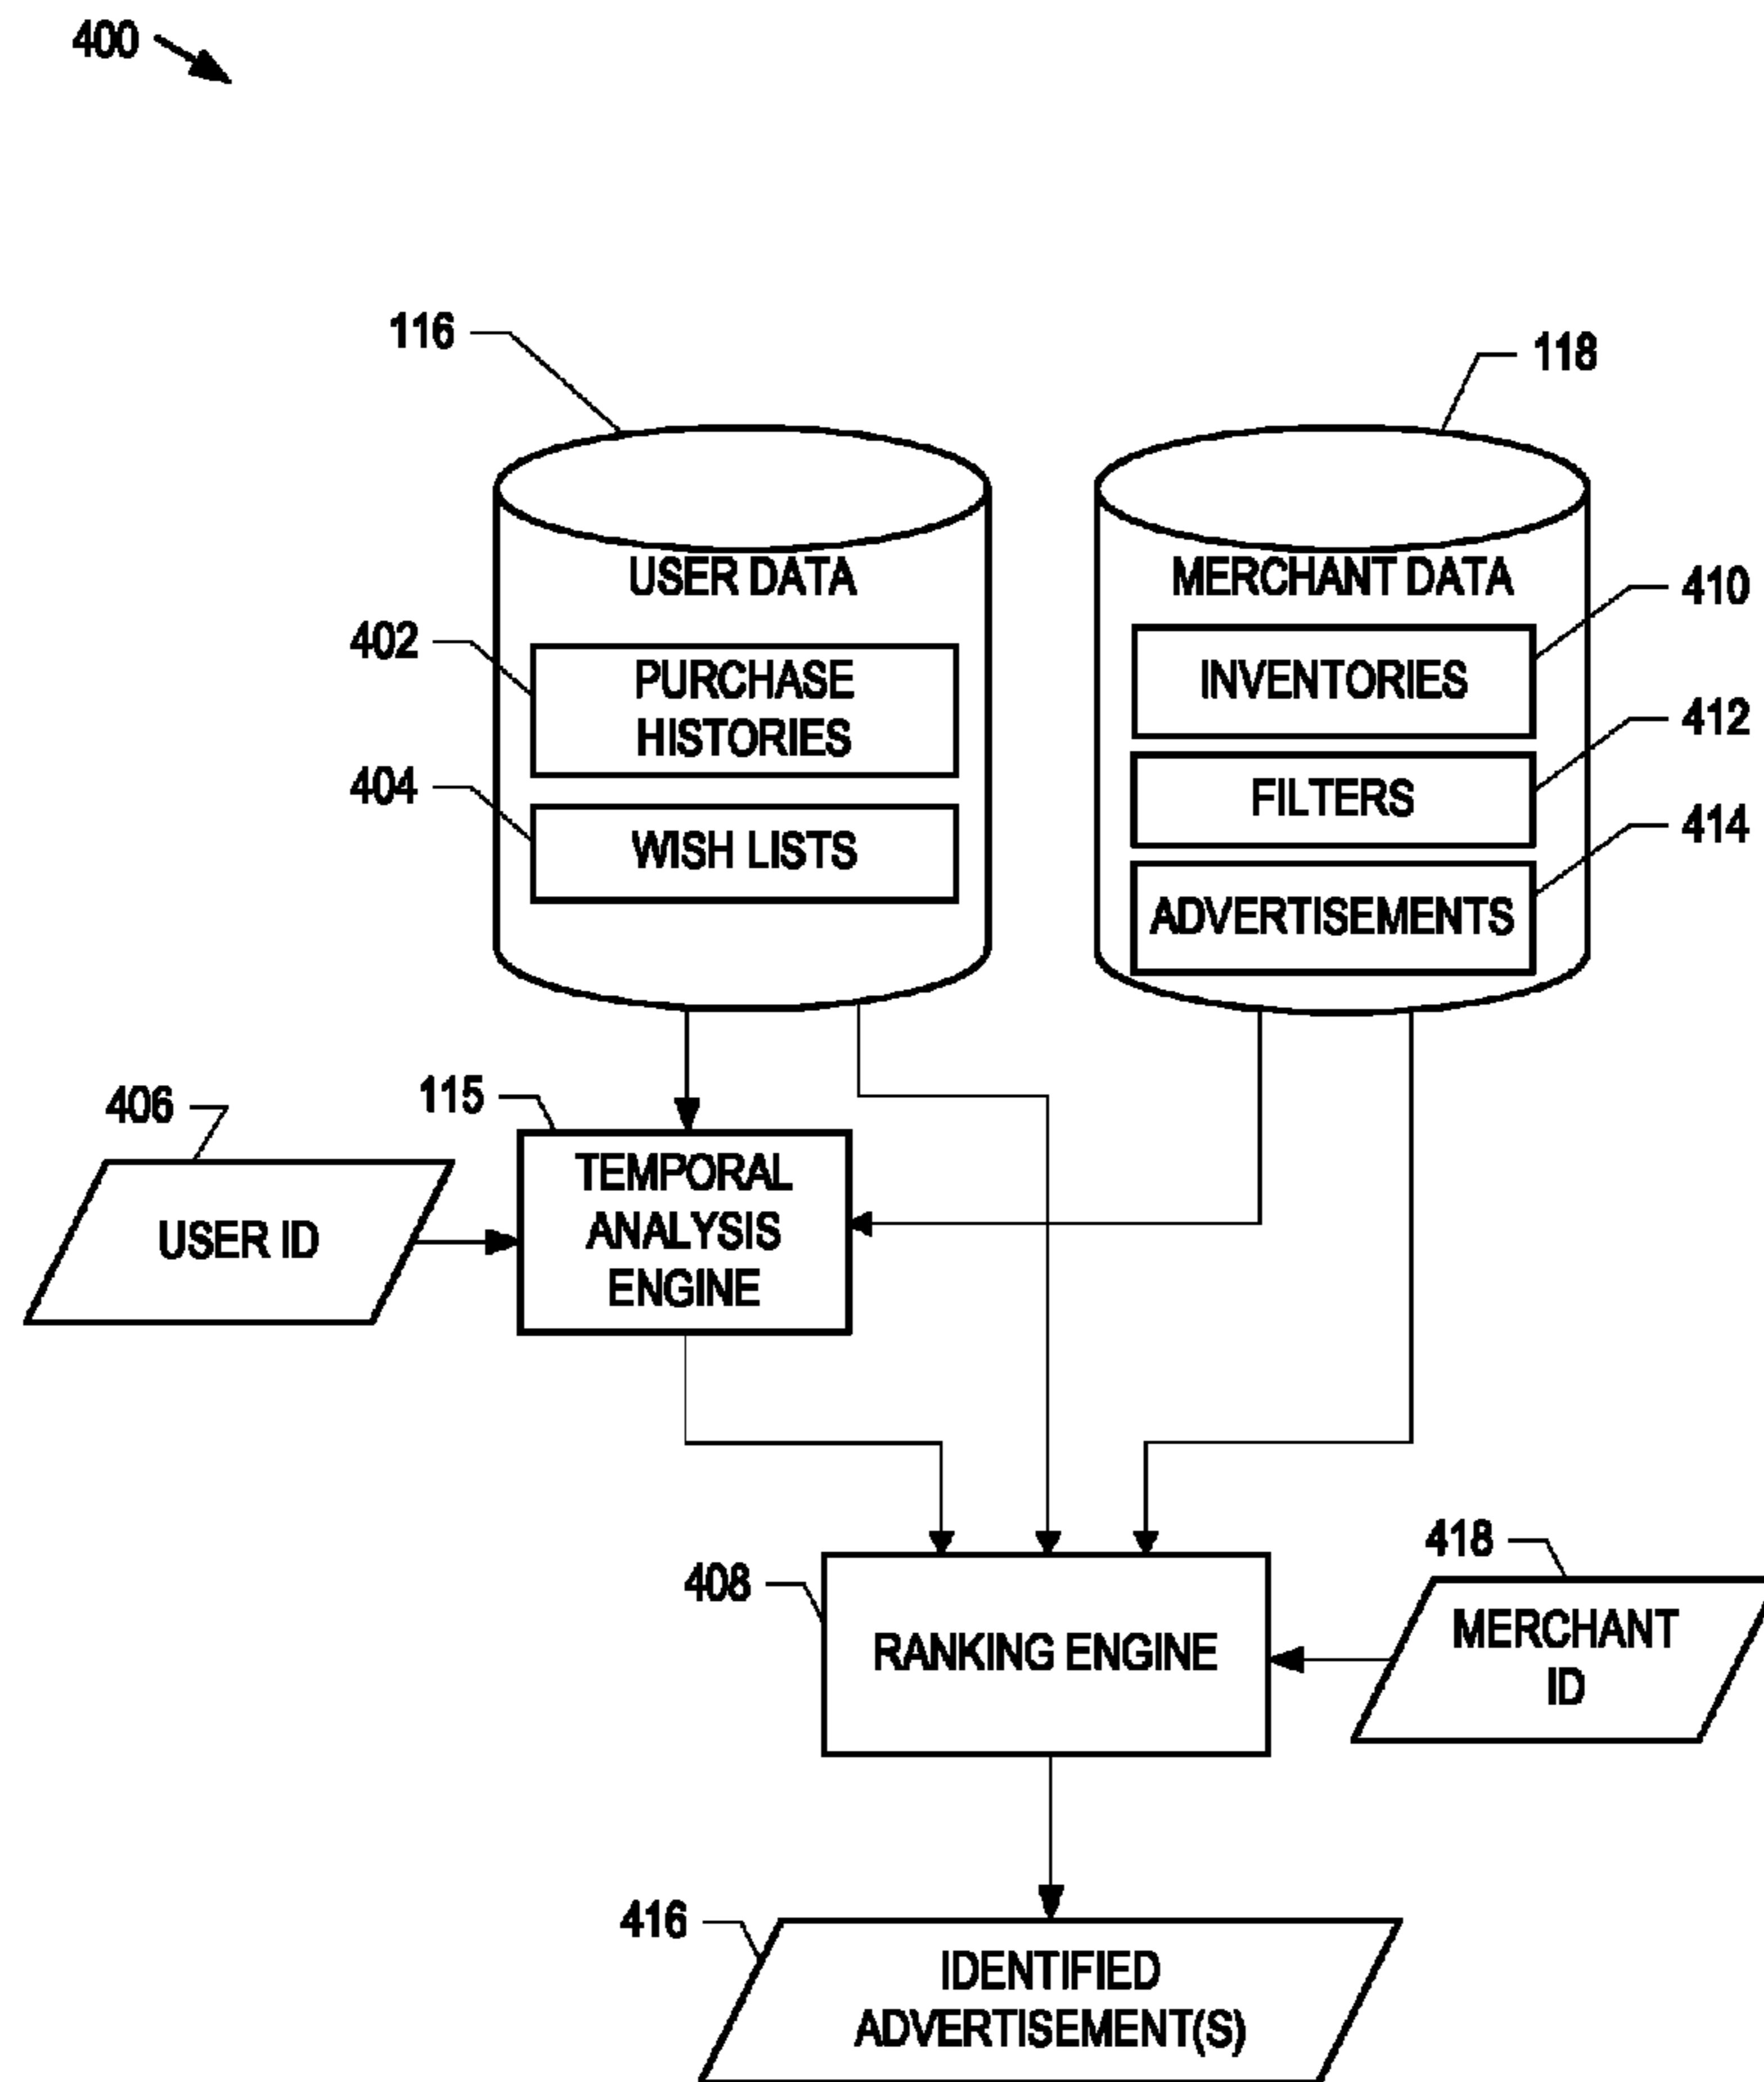 400
116
118
USER DATA
MERCHANT DATA
410
402
PURCHASE
HISTORIES
INVENTORIES
412
404
WISH LISTS
FILTERS
414
ADVERTISEMENTS
406
115
USER ID
TEMPORAL
ANALYSIS
ENGINE
418
408
RANKING ENGINE
MERCHANT
ID
416
IDENTIFIED
ADVERTISEMENT(S)